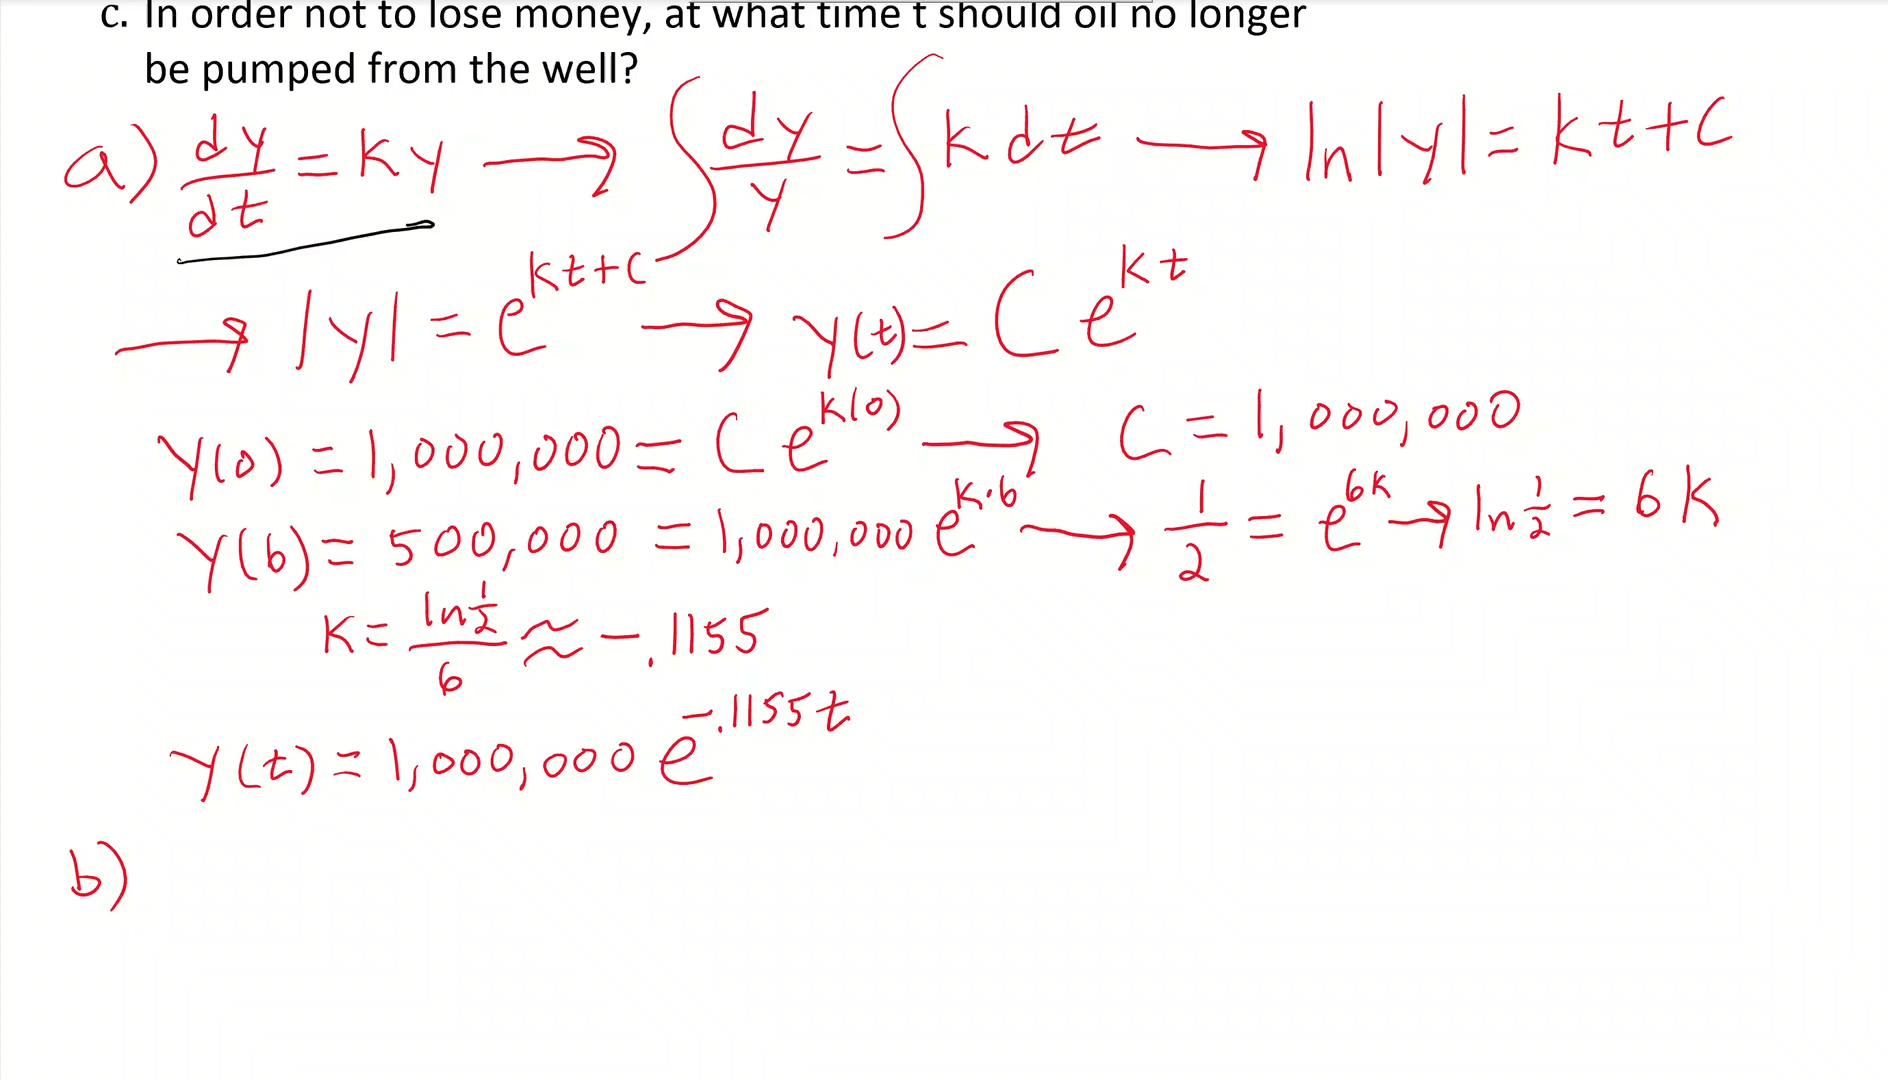 c. In order not to lose money, at what time t should oil no longer
be pumped from the well?
a) dy/dt = ky → ∫ dy/y = ∫ k dt → ln|y| = kt+C
→ |y| = e^(kt+C) → y(t) = C e^(kt)
y(0) = 1,000,000 = C e^(k(0)) → C = 1,000,000
y(6) = 500,000 = 1,000,000 e^(k·6) → 1/2 = e^(6k) → ln 1/2 = 6k
k = (ln 1/2)/6 ≈ -.1155
y(t) = 1,000,000 e^(-.1155t)
b)